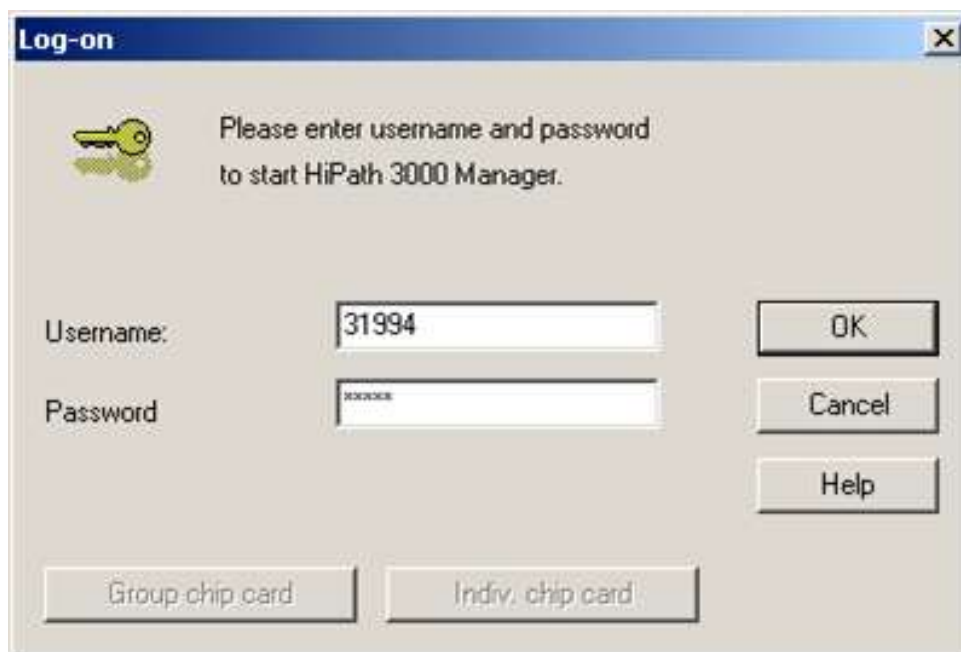 Log-on
Please enter username and password
to start HiPath 3000 Manager.
Username:
31994
OK
Password
*****
Cancel
Help
Group chip card
Indiv. chip card